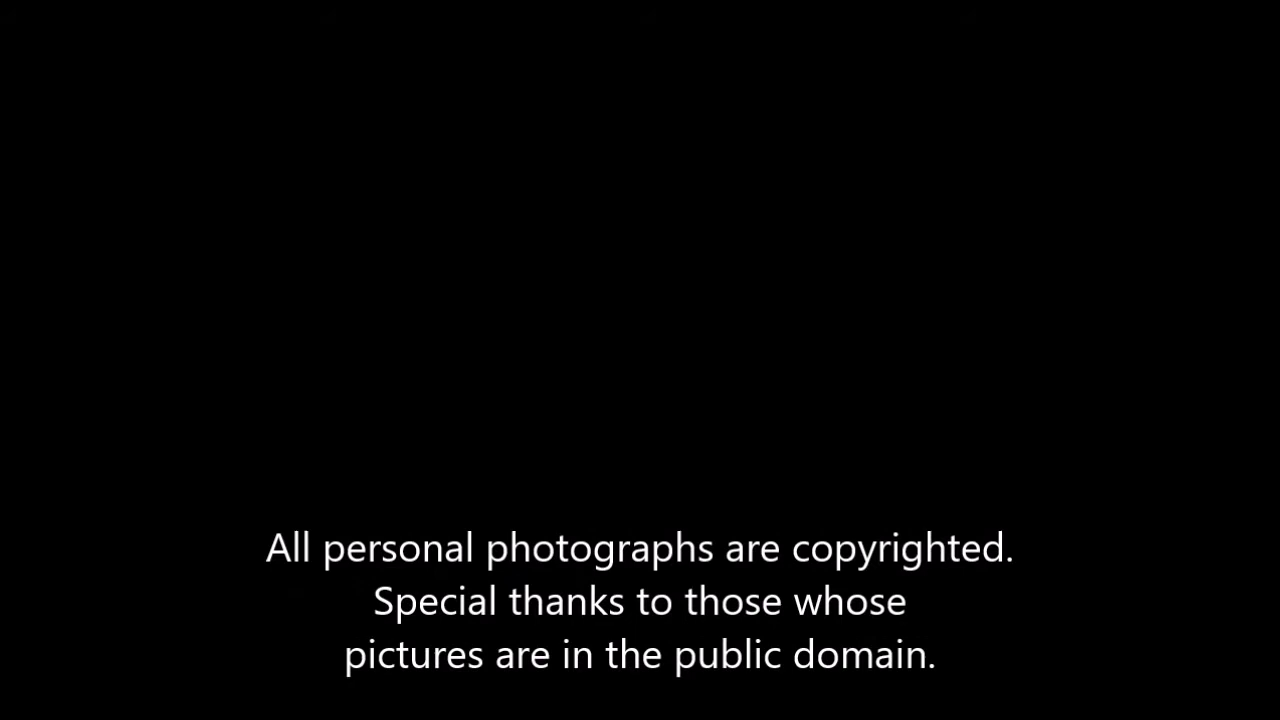 All personal photographs are copyrighted.
Special thanks to those whose
pictures are in the public domain.